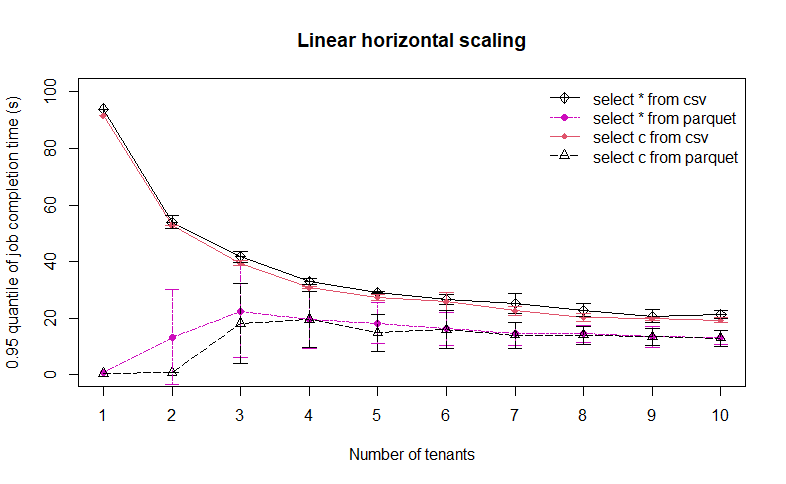 Linear horizontal scaling
select * from csv
select * from parquet
select c from csv
select c from parquet
0.95 quantile of job completion time (s)
100
80
60
40
20
0
1 2 3 4 5 6 7 8 9 10
Number of tenants